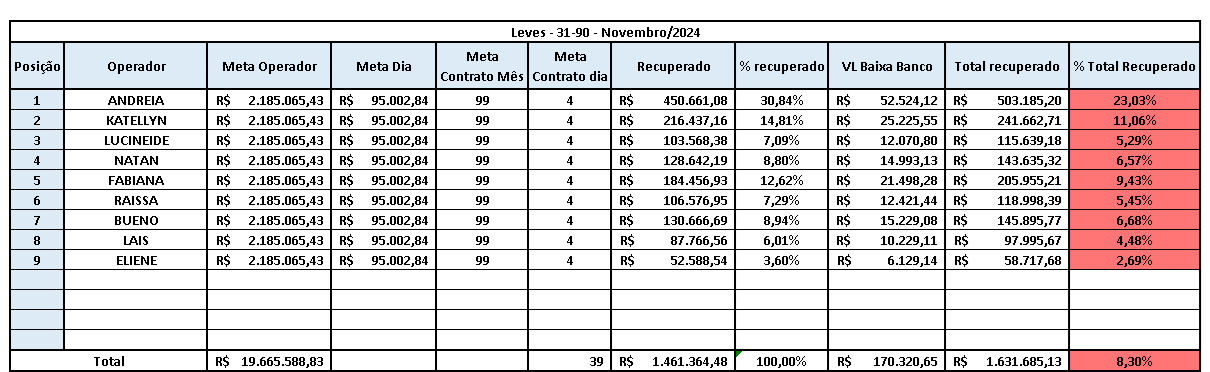 Leves - 31-90 - Novembro/2024
Posição Operador Meta Operador Meta Dia Meta Contrato Mês Meta Contrato dia Recuperado % recuperado VL Baixa Banco Total recuperado % Total Recuperado
1 ANDREIA R$ 2.185.065,43 R$ 95.002,84 99 4 R$ 450.661,08 30,84% R$ 52.524,12 R$ 503.185,20 23,03%
2 KATELLYN R$ 2.185.065,43 R$ 95.002,84 99 4 R$ 216.437,16 14,81% R$ 25.225,55 R$ 241.662,71 11,06%
3 LUCINEIDE R$ 2.185.065,43 R$ 95.002,84 99 4 R$ 103.568,38 7,09% R$ 12.070,80 R$ 115.639,18 5,29%
4 NATAN R$ 2.185.065,43 R$ 95.002,84 99 4 R$ 128.642,19 8,80% R$ 14.993,13 R$ 143.635,32 6,57%
5 FABIANA R$ 2.185.065,43 R$ 95.002,84 99 4 R$ 184.456,93 12,62% R$ 21.498,28 R$ 205.955,21 9,43%
6 RAISSA R$ 2.185.065,43 R$ 95.002,84 99 4 R$ 106.576,95 7,29% R$ 12.421,44 R$ 118.998,39 5,45%
7 BUENO R$ 2.185.065,43 R$ 95.002,84 99 4 R$ 130.666,69 8,94% R$ 15.229,08 R$ 145.895,77 6,68%
8 LAIS R$ 2.185.065,43 R$ 95.002,84 99 4 R$ 87.766,56 6,01% R$ 10.229,11 R$ 97.995,67 4,48%
9 ELIENE R$ 2.185.065,43 R$ 95.002,84 99 4 R$ 52.588,54 3,60% R$ 6.129,14 R$ 58.717,68 2,69%
Total R$ 19.665.588,83 39 R$ 1.461.364,48 100,00% R$ 170.320,65 R$ 1.631.685,13 8,30%